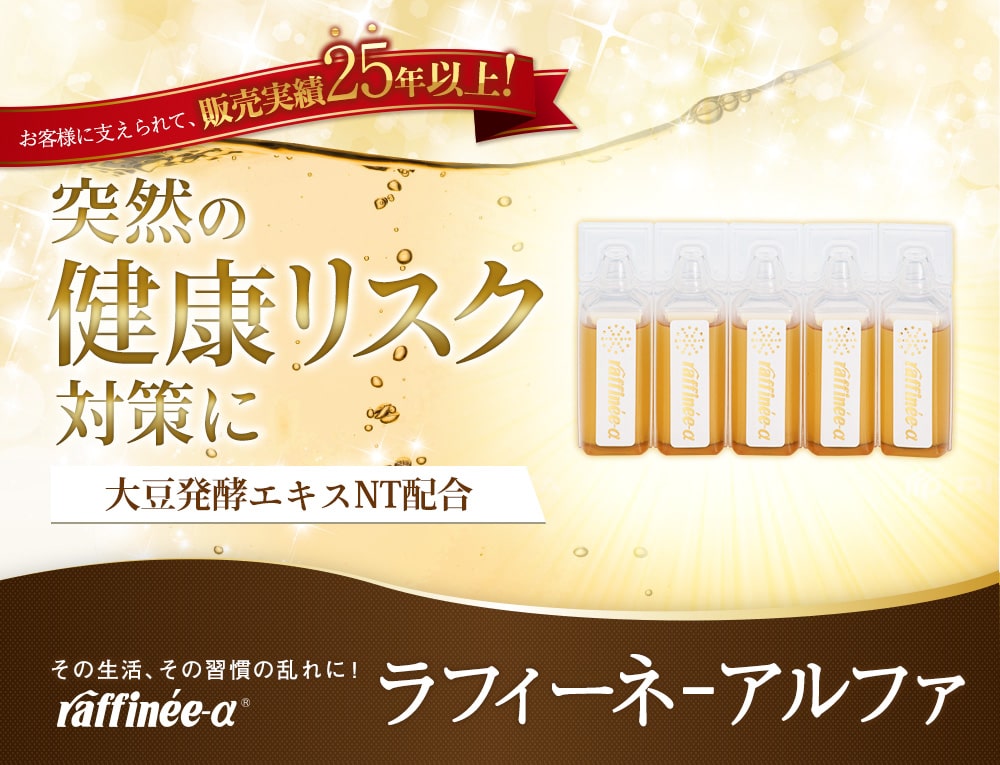 お客様に支えられて、販売実績25年以上!
突然の
健康リスク
対策に
大豆発酵エキスNT配合
raffinée-α
raffinée-α
raffinée-α
raffinée-α
raffinée-α
その生活、その習慣の乱れに!
raffinée-α®
ラフィーネ-アルファ